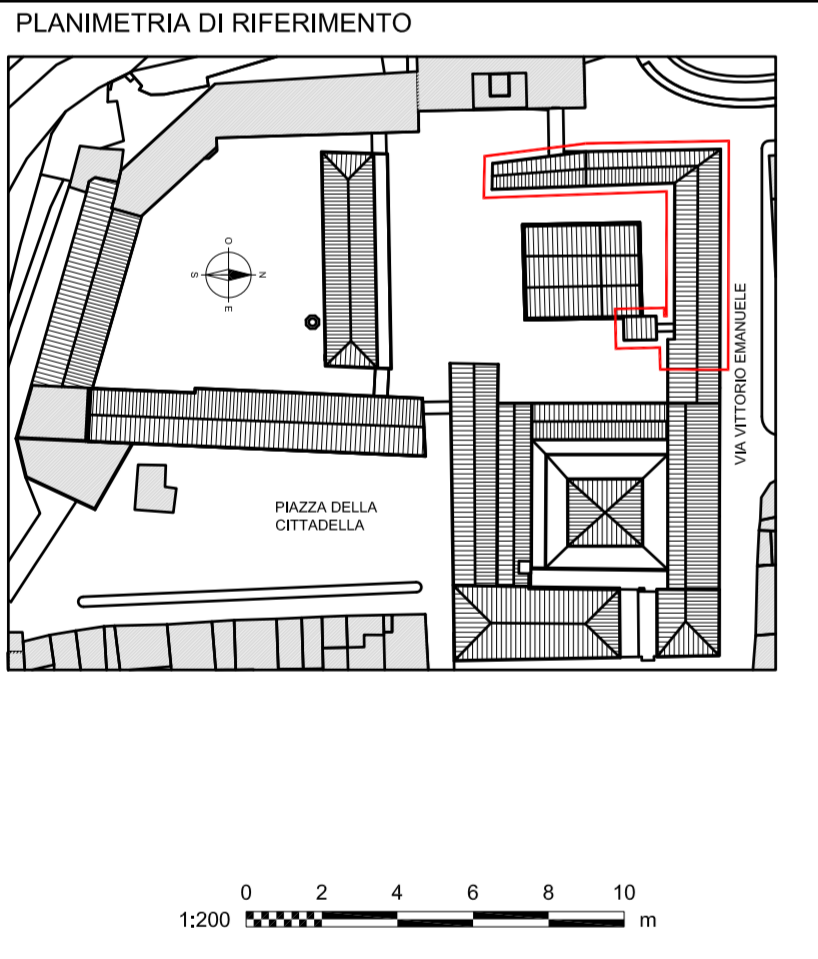 PLANIMETRIA DI RIFERIMENTO
O
S N
E
VIA VITTORIO EMANUELE
PIAZZA DELLA
CITTADELLA
0 2 4 6 8 10
1:200 m